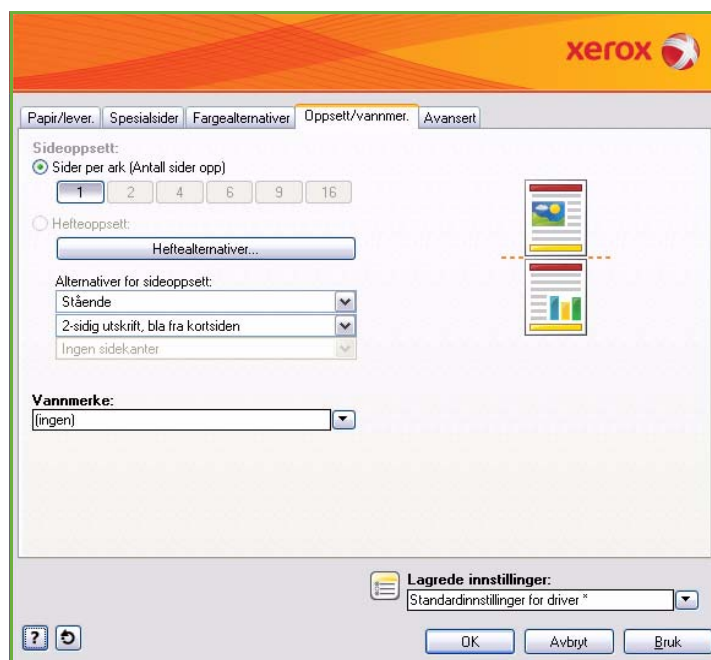 xerox
Papir/lever. Spesialsider Fargealternativer Oppsett/vannmer. Avansert
Sideoppsett:
Sider per ark (Antall sider opp)
1 2 4 6 9 16
Hefteoppsett:
Heftealternativer...
Alternativer for sideoppsett:
Stående
2-sidig utskrift, bla fra kortsiden
Ingen sidekanter
Vannmerke:
(ingen)
Lagrede innstillinger:
Standardinnstillinger for driver *
? OK Avbryt Bruk